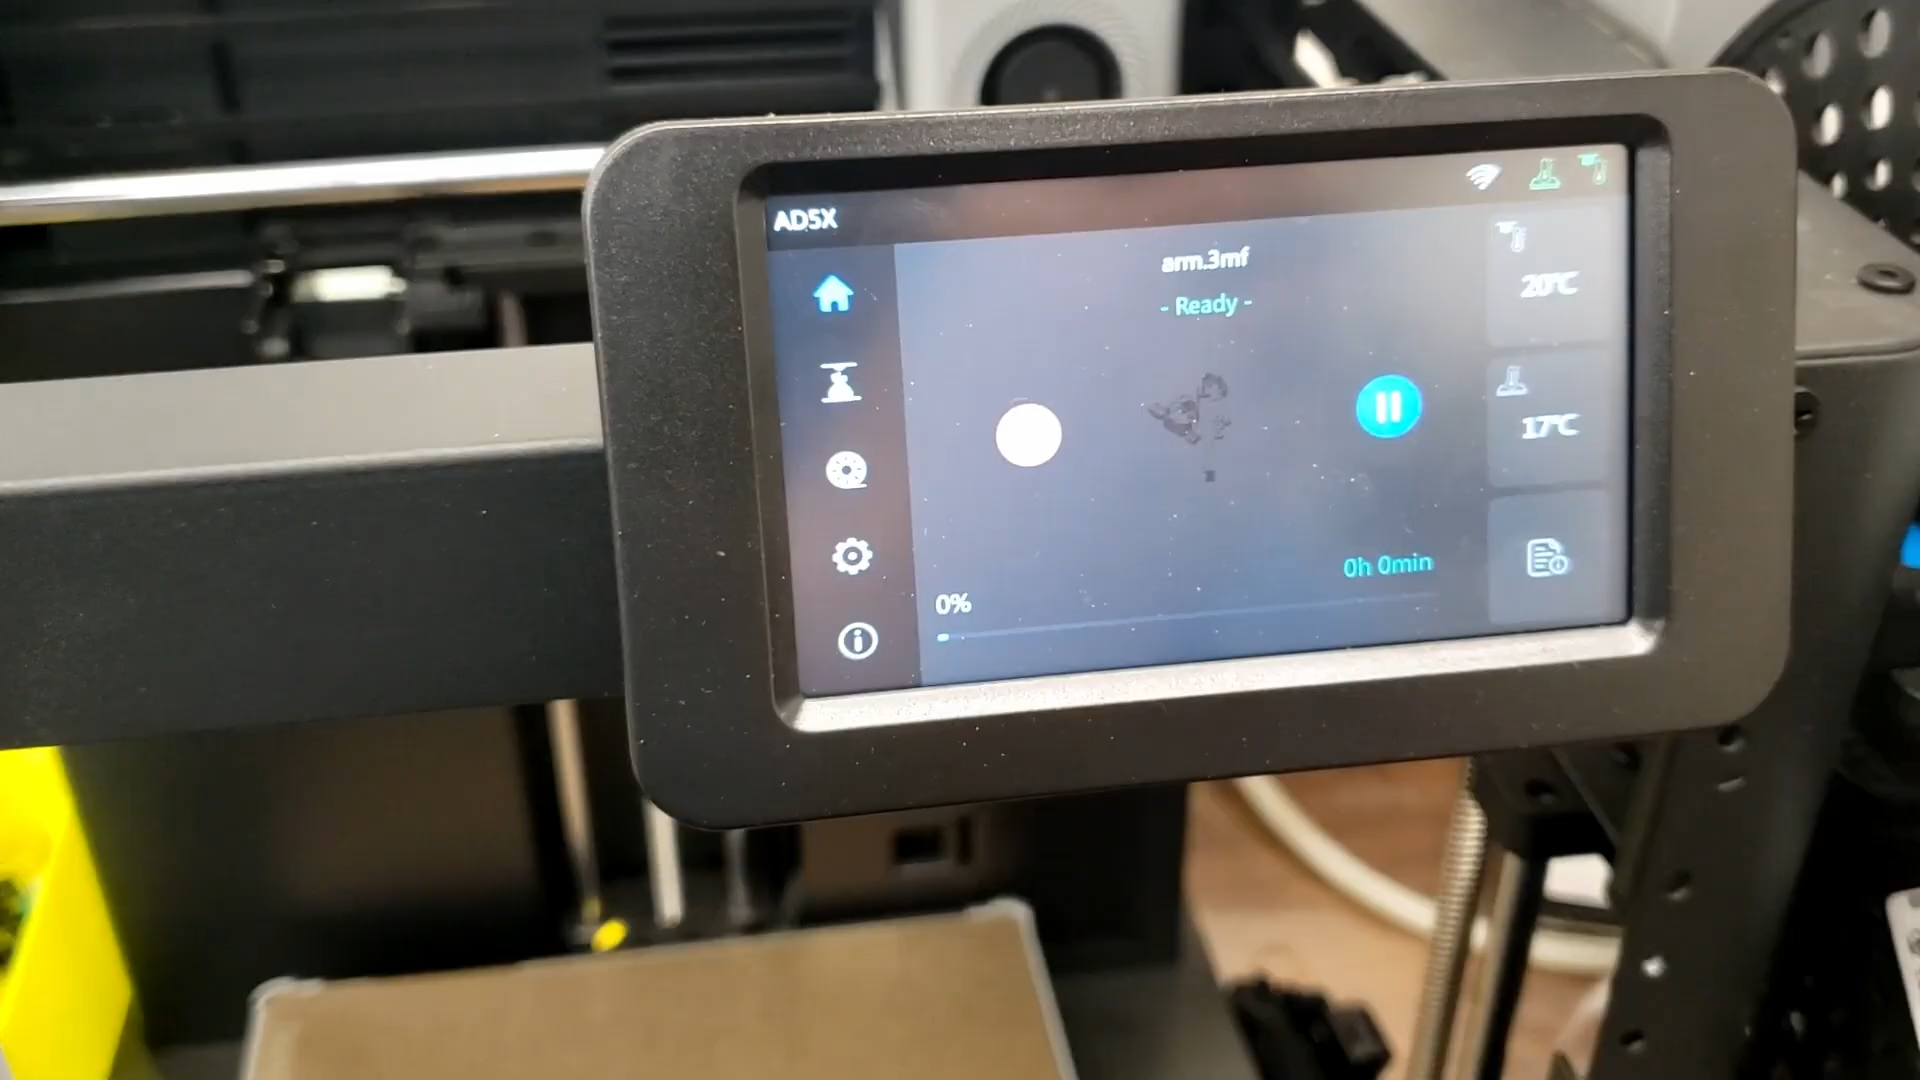 AD5X
arm.3mf
- Ready -
20℃
17℃
0h 0min
0%